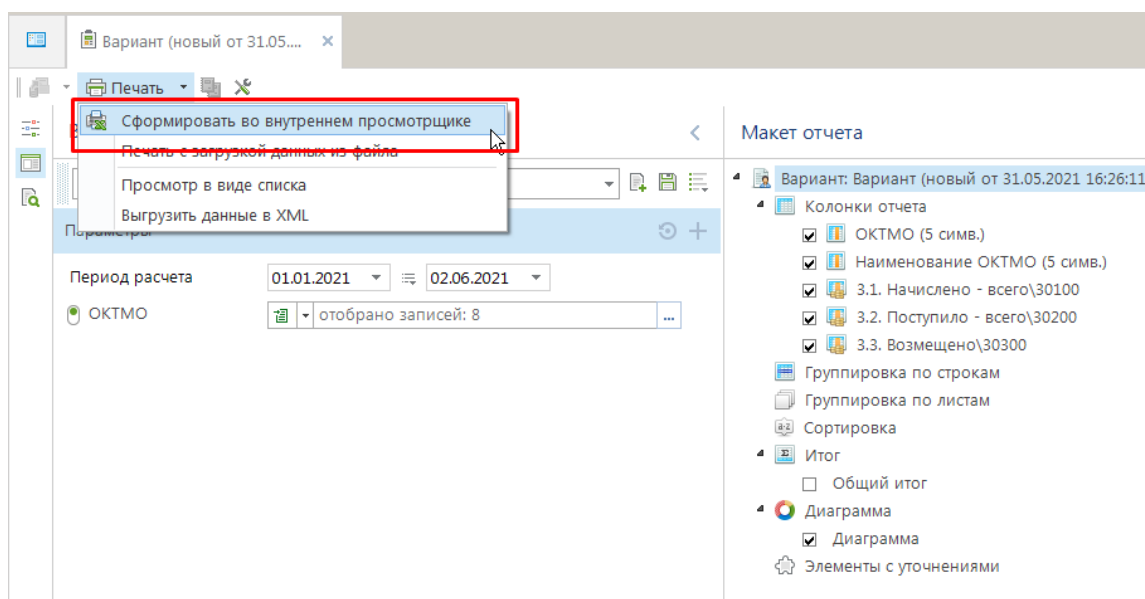 Вариант (новый от 31.05....
Печать
Сформировать во внутреннем просмотрщике
Печать с загрузкой данных из файла
Просмотр в виде списка
Выгрузить данные в XML
Параметры
Период расчета 01.01.2021 02.06.2021
ОКТМО отобрано записей: 8
Макет отчета
Вариант: Вариант (новый от 31.05.2021 16:26:11
Колонки отчета
ОКТМО (5 симв.)
Наименование ОКТМО (5 симв.)
3.1. Начислено - всего\30100
3.2. Поступило - всего\30200
3.3. Возмещено\30300
Группировка по строкам
Группировка по листам
Сортировка
Итог
Общий итог
Диаграмма
Диаграмма
Элементы с уточнениями